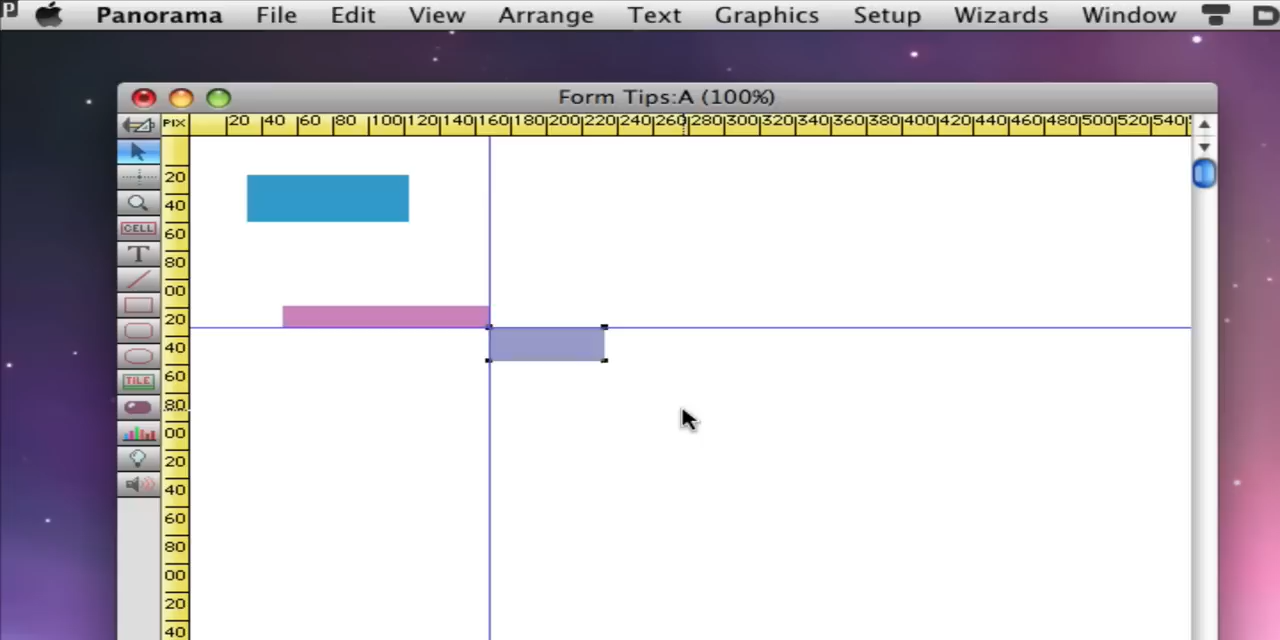 Panorama File Edit View Arrange Text Graphics Setup Wizards Window
Form Tips:A (100%)
PIX 20 40 60 80 100 120 140 160 180 200 220 240 260 280 300 320 340 360 380 400 420 440 460 480 500 520 540
20
40
CELL
60
T
80
00
20
40
60
TILE
80
00
20
40
60
80
00
20
40